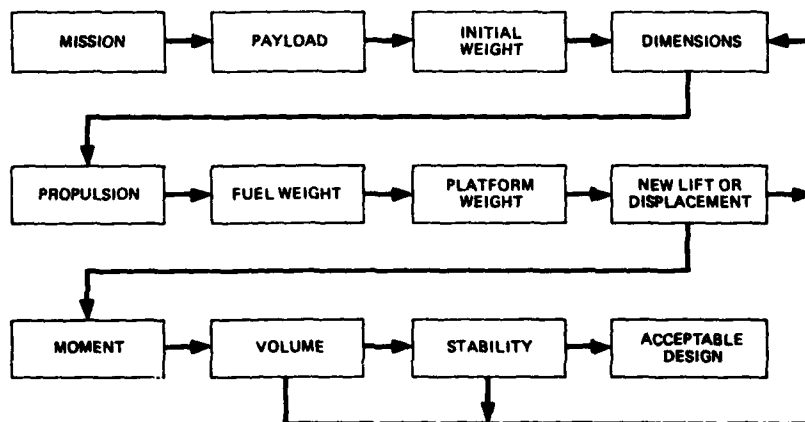 MISSION
PAYLOAD
INITIAL
WEIGHT
DIMENSIONS
PROPULSION
FUEL WEIGHT
PLATFORM
WEIGHT
NEW LIFT OR
DISPLACEMENT
MOMENT
VOLUME
STABILITY
ACCEPTABLE
DESIGN